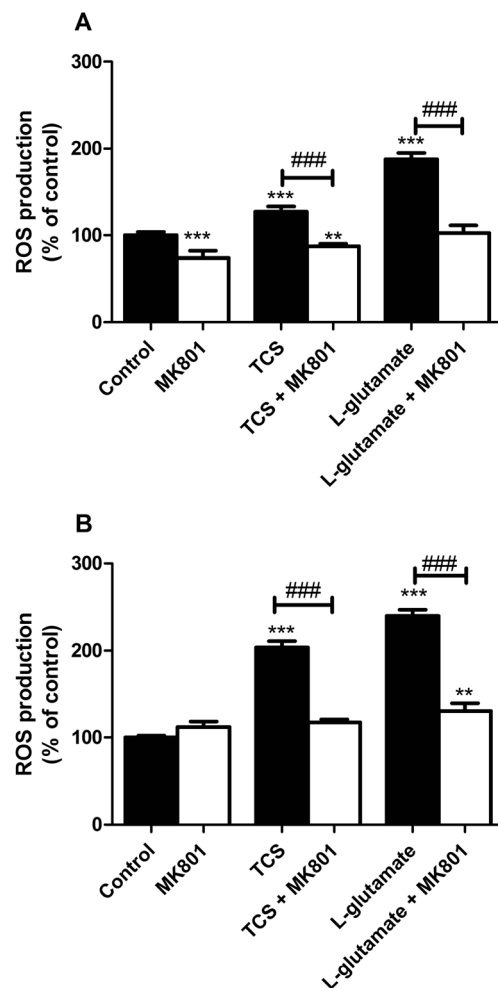 A
ROS production
(% of control)
300
200
100
0
***
***
###
**
***
###
Control
MK801
TCS
TCS + MK801
L-glutamate
L-glutamate + MK801
B
ROS production
(% of control)
300
200
100
0
***
###
***
###
**
Control
MK801
TCS
TCS + MK801
L-glutamate
L-glutamate + MK801